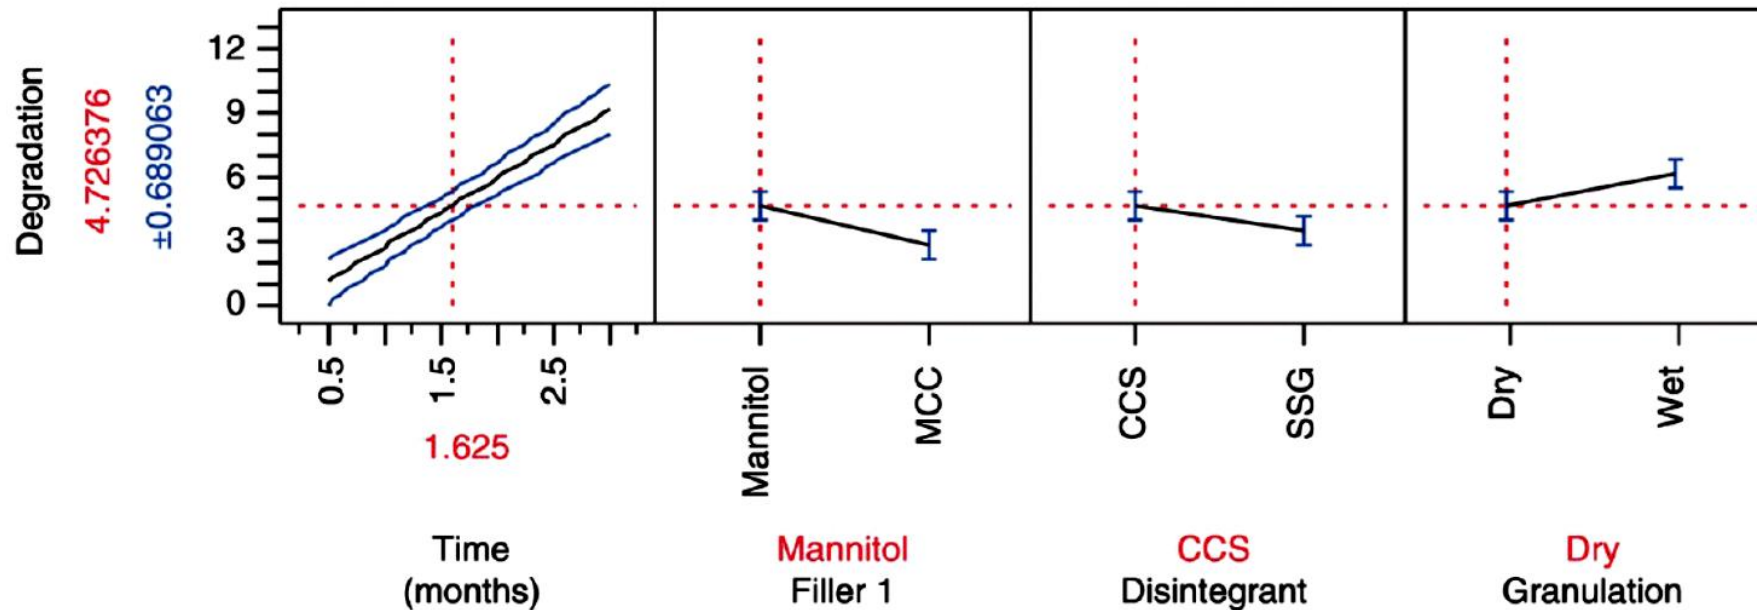 Degradation
4.726376
±0.689063
12
9
6
3
0
0.5
1.5
2.5
1.625
Time
(months)
Mannitol
MCC
Mannitol
Filler 1
CCS
SSG
CCS
Disintegrant
Dry
Wet
Dry
Granulation